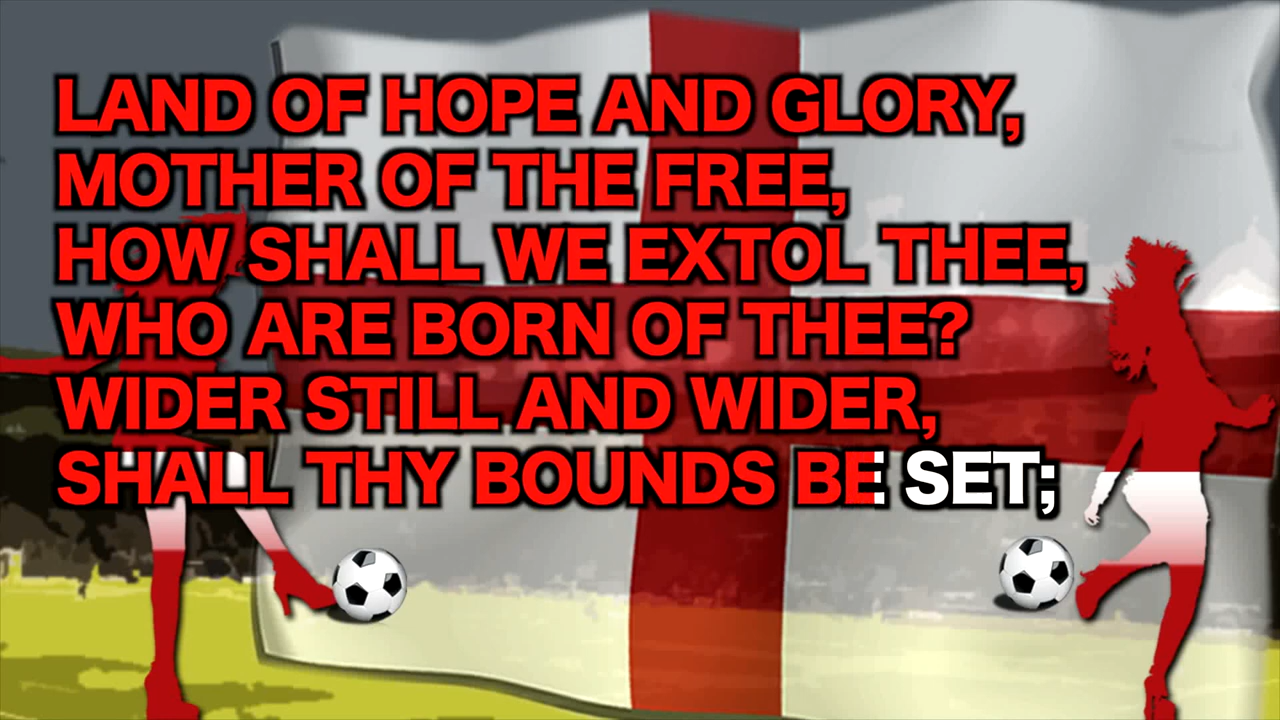 LAND OF HOPE AND GLORY,
MOTHER OF THE FREE,
HOW SHALL WE EXTOL THEE,
WHO ARE BORN OF THEE?
WIDER STILL AND WIDER,
SHALL THY BOUNDS BE SET;